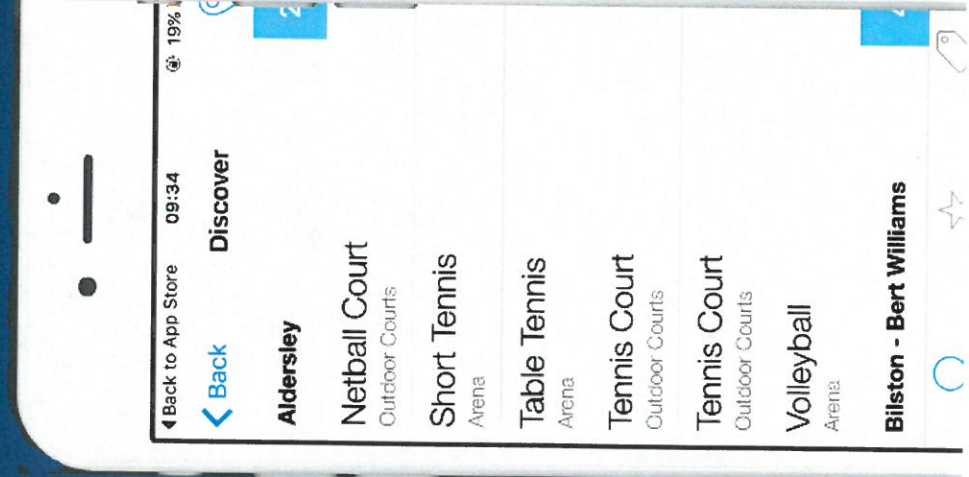 Back to App Store 09:34 19%
Back Discover
Aldersley 2
Netball Court
Outdoor Courts
Short Tennis
Arena
Table Tennis
Arena
Tennis Court
Outdoor Courts
Tennis Court
Outdoor Courts
Volleyball
Arena
Bilston - Bert Williams